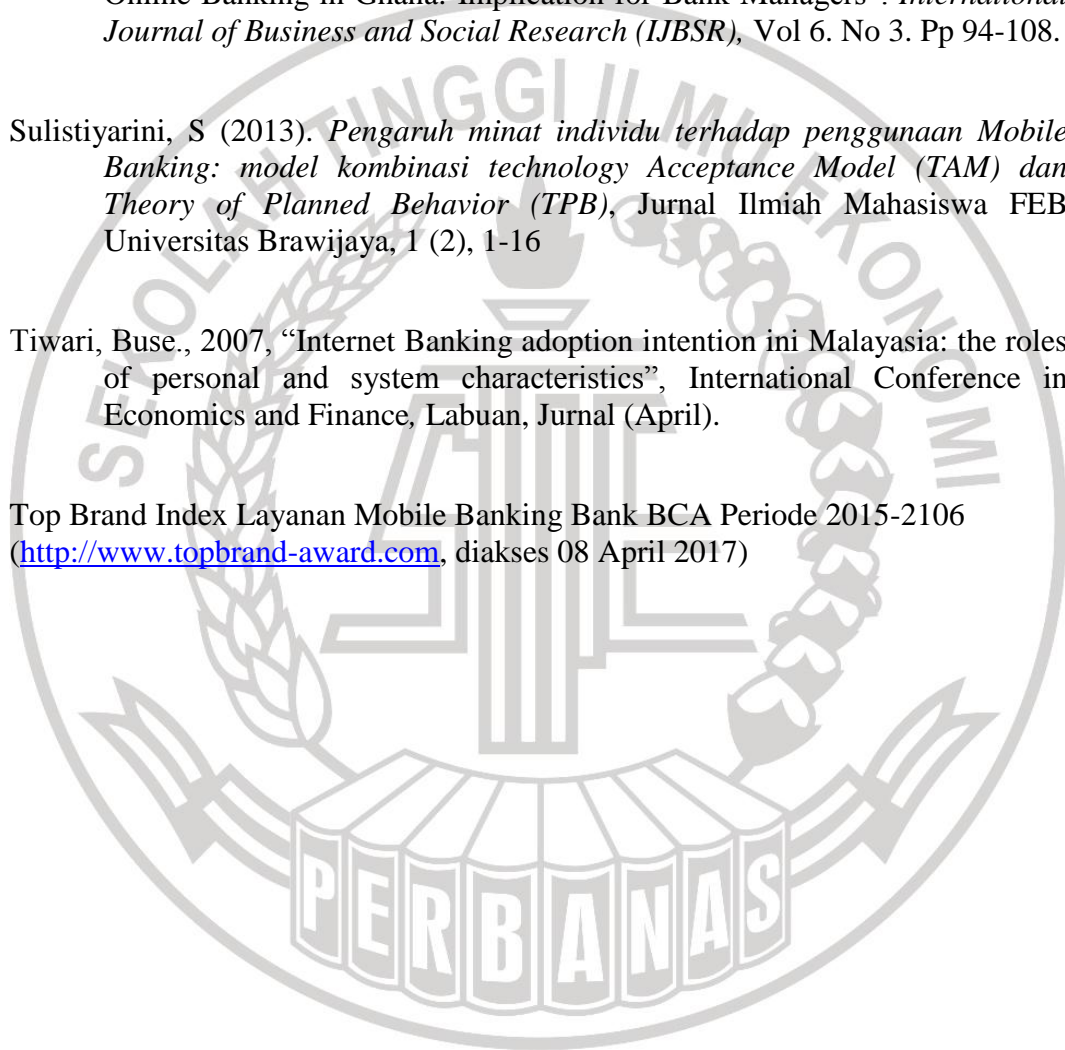 Online Banking in Ghana: Implication for Bank Managers”. International
Journal of Business and Social Research (IJBSR), Vol 6. No 3. Pp 94-108.
Sulistiyarini, S (2013). Pengaruh minat individu terhadap penggunaan Mobile
Banking: model kombinasi technology Acceptance Model (TAM) dan
Theory of Planned Behavior (TPB), Jurnal Ilmiah Mahasiswa FEB
Universitas Brawijaya, 1 (2), 1-16
Tiwari, Buse., 2007, “Internet Banking adoption intention ini Malayasia: the roles
of personal and system characteristics”, International Conference in
Economics and Finance, Labuan, Jurnal (April).
Top Brand Index Layanan Mobile Banking Bank BCA Periode 2015-2106
(http://www.topbrand-award.com, diakses 08 April 2017)
SEKOLAH TINGGI ILMU EKONOMI
PERBANAS